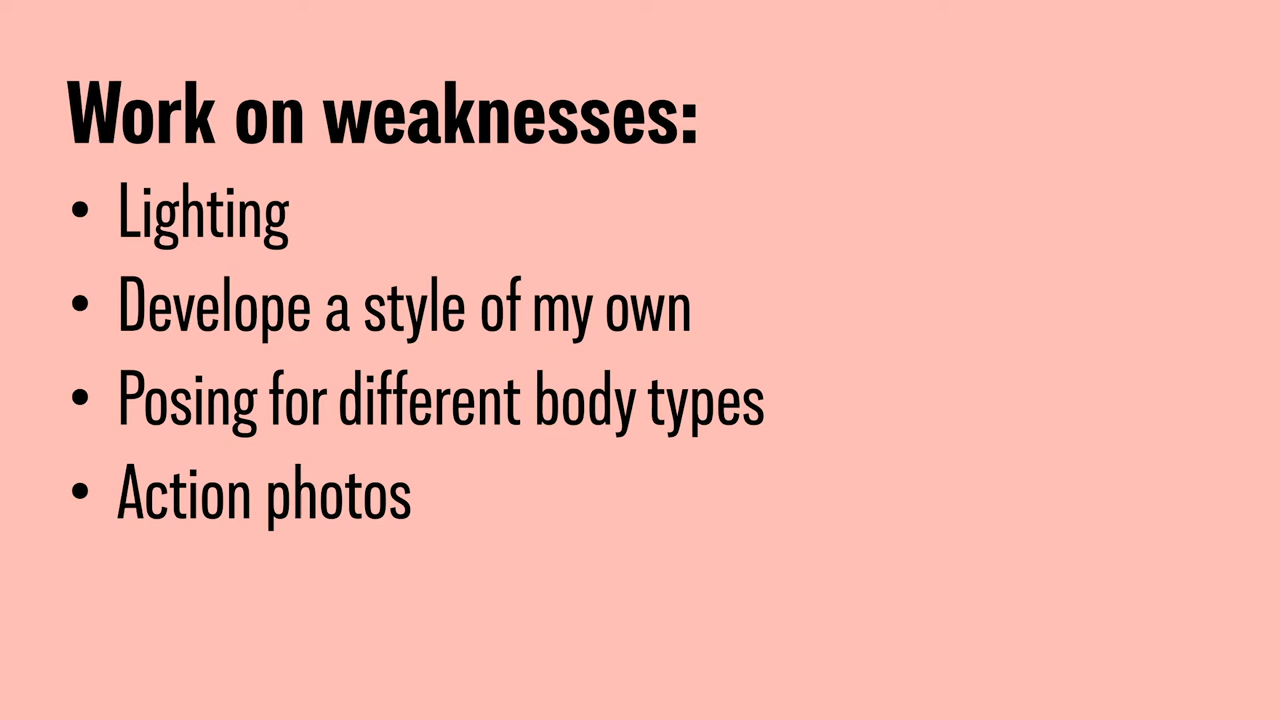 Work on weaknesses:
• Lighting
• Develope a style of my own
• Posing for different body types
• Action photos